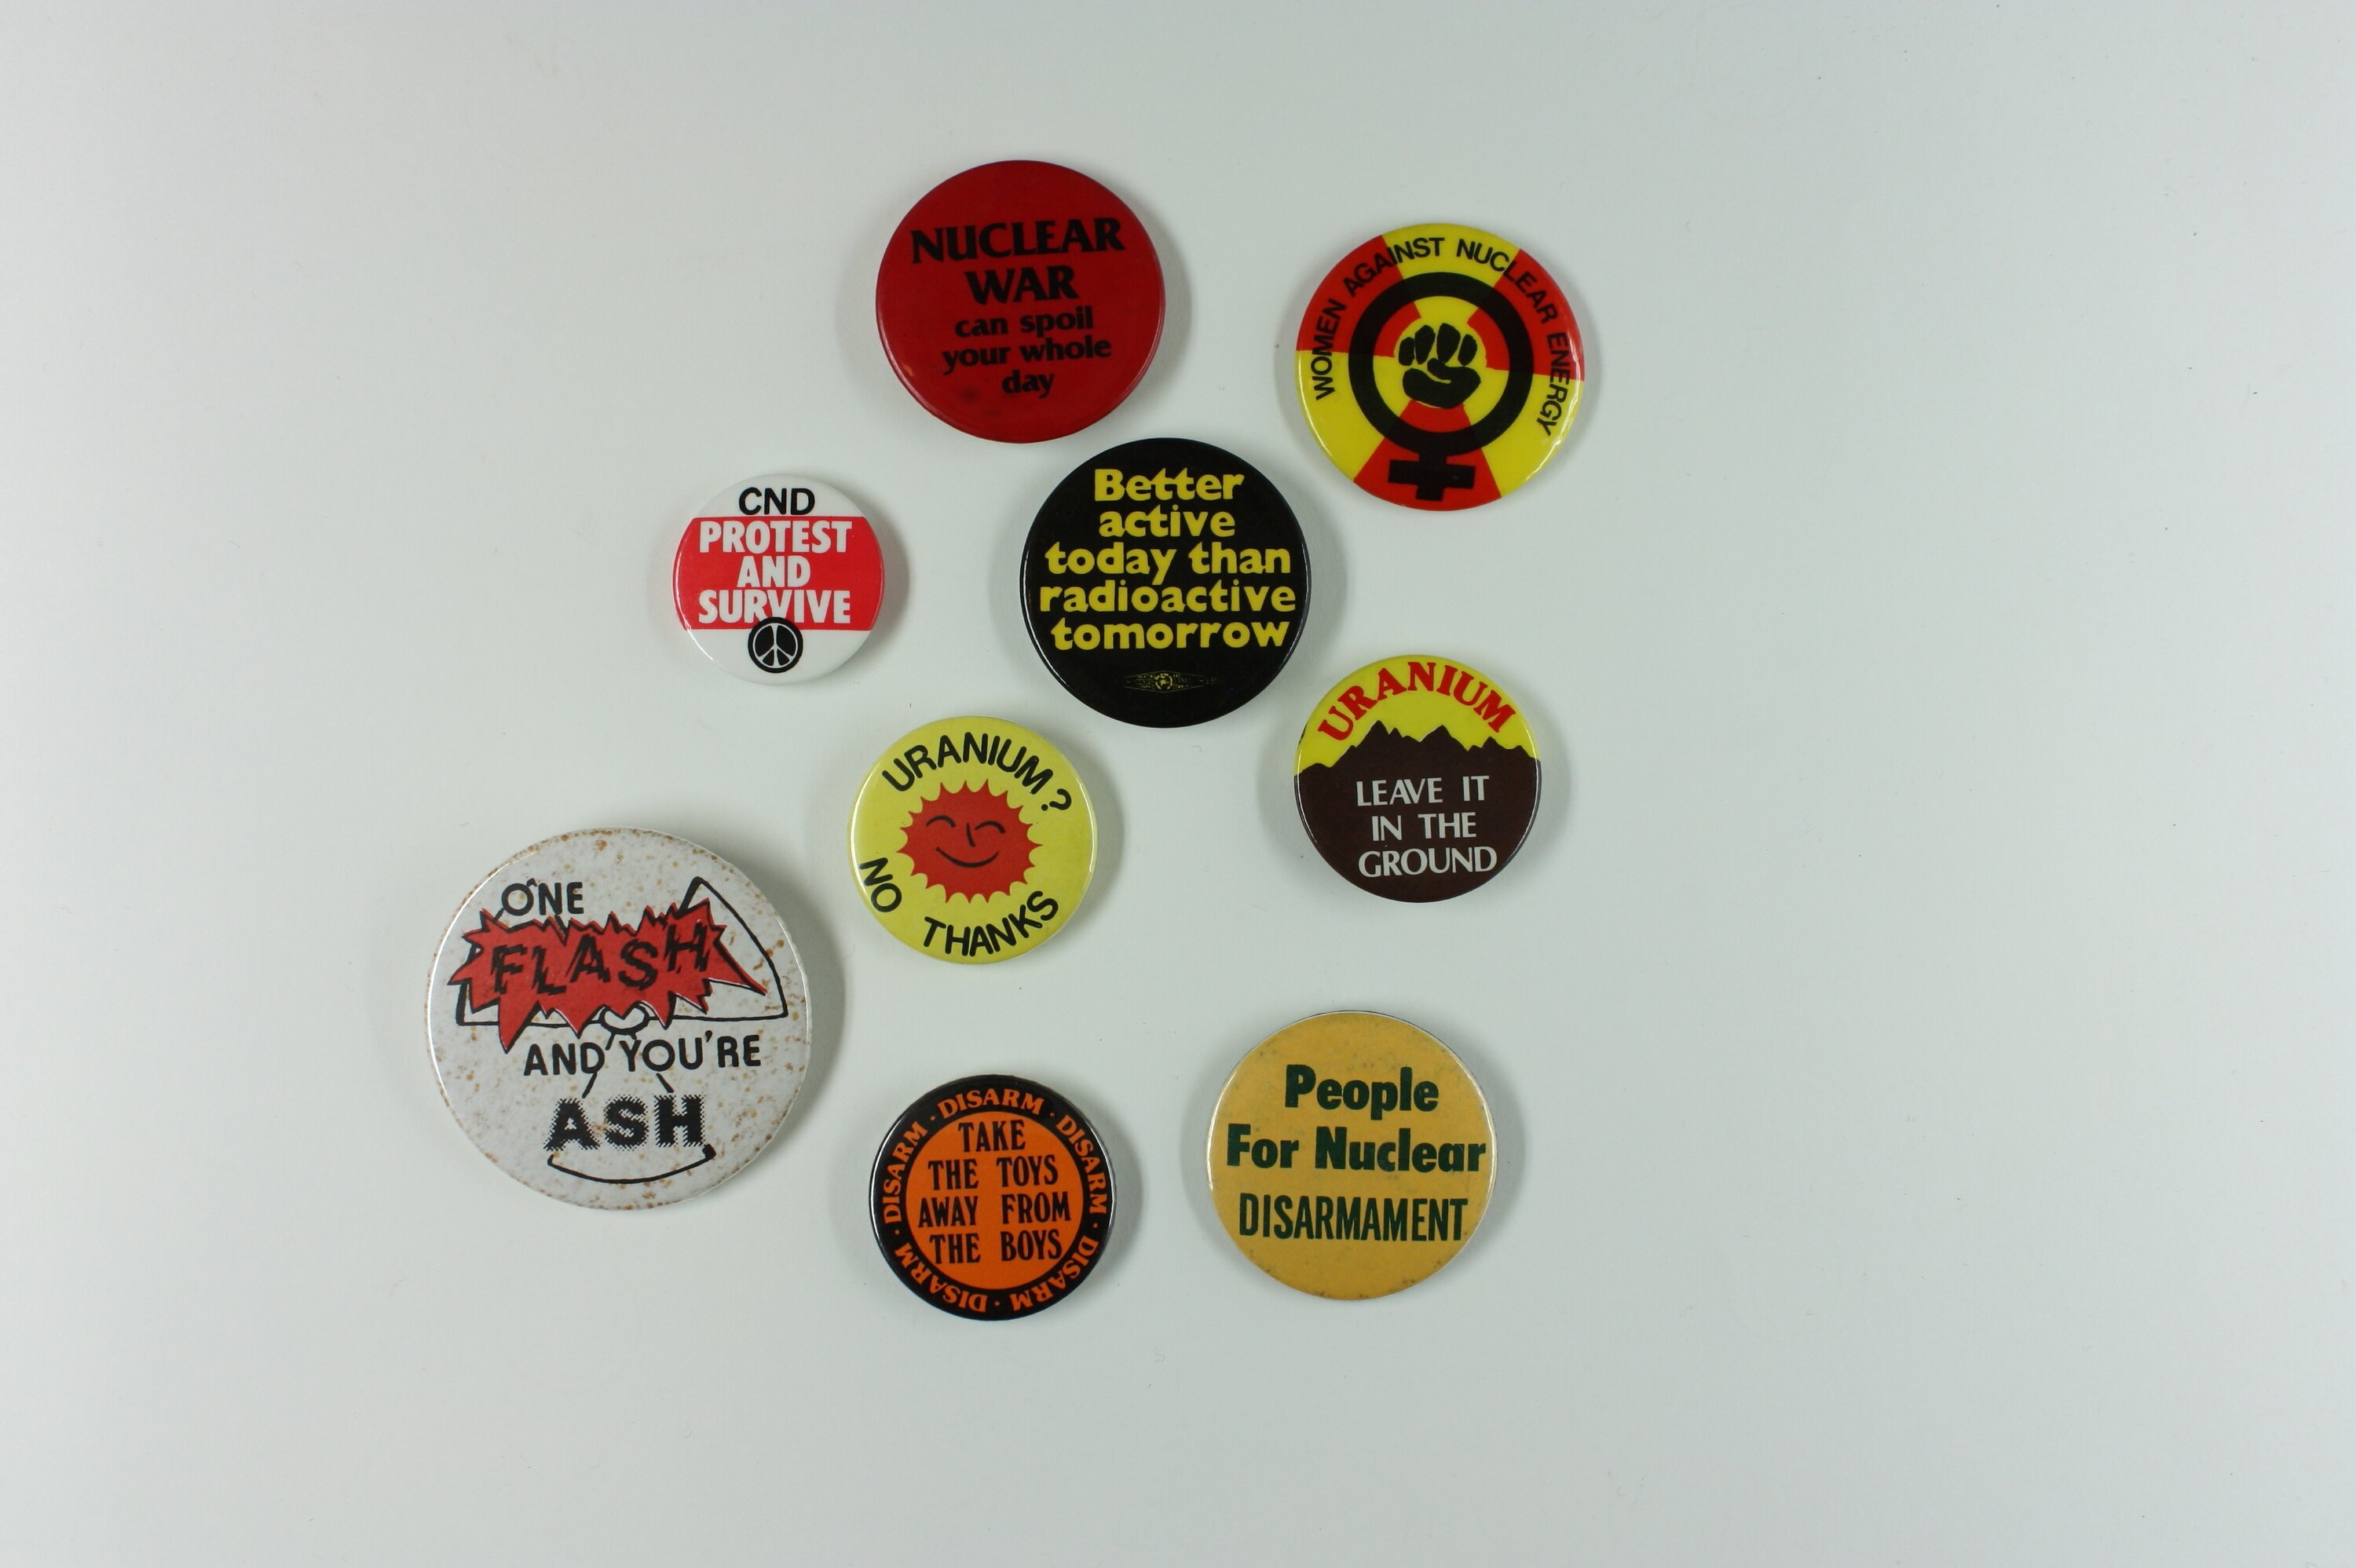 NUCLEAR
WAR
can spoil
your whole
day
WOMEN AGAINST NUCLEAR ENERGY
CND
PROTEST
AND
SURVIVE
Better
active
today than
radioactive
tomorrow
URANIUM
LEAVE IT
IN THE
GROUND
URANIUM?
NO THANKS
ONE
FLASH
AND YOU'RE
ASH
DISARM · DISARM · DISARM · DISARM · DISARM · DISARM ·
TAKE
THE TOYS
AWAY FROM
THE BOYS
People
For Nuclear
DISARMAMENT